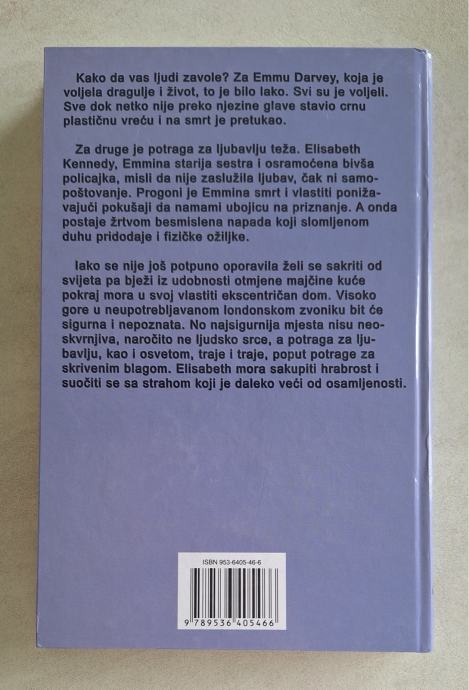 Kako da vas ljudi zavole? Za Emmu Darvey, koja je
voljela dragulje i život, to je bilo lako. Svi su je voljeli.
Sve dok netko nije preko njezine glave stavio crnu
plastičnu vreću i na smrt je pretukao.
Za druge je potraga za ljubavlju teža. Elisabeth
Kennedy, Emmina starija sestra i osramoćena bivša
policajka, misli da nije zaslužila ljubav, čak ni samo-
poštovanje. Progoni je Emmina smrt i vlastiti poniža-
vajući pokušaji da namami ubojicu na priznanje. A onda
postaje žrtvom besmislena napada koji slomljenom
duhu pridodaje i fizičke ožiljke.
Iako se nije još potpuno oporavila želi se sakriti od
svijeta pa bježi iz udobnosti otmjene majčine kuće
pokraj mora u svoj vlastiti ekscentričan dom. Visoko
gore u neupotrebljavanom londonskom zvoniku bit će
sigurna i nepoznata. No najsigurnija mjesta nisu neo-
skvrnjiva, naročito ne ljudsko srce, a potraga za lju-
bavlju, kao i osvetom, traje i traje, poput potrage za
skrivenim blagom. Elisabeth mora sakupiti hrabrost i
suočiti se sa strahom koji je daleko veći od osamljenosti.
ISBN 953-6405-46-6
9 789536 405466